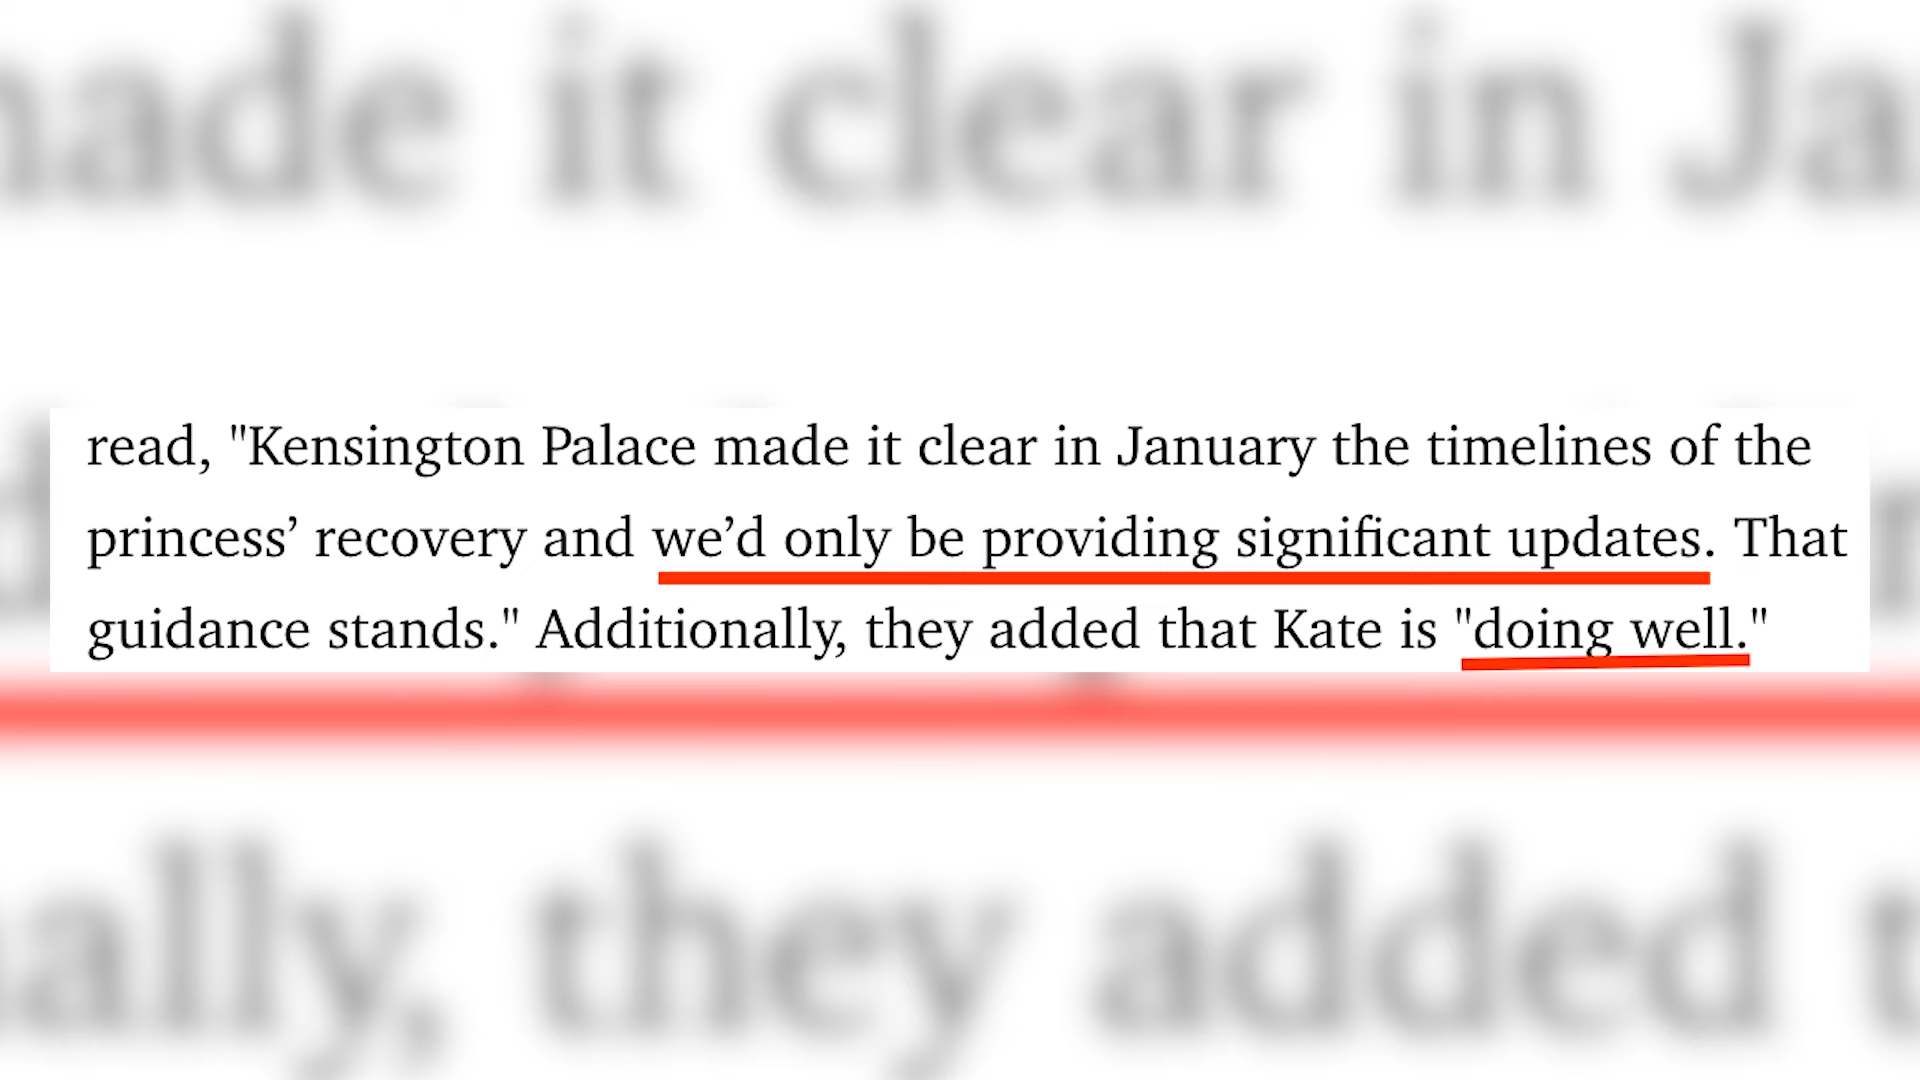 made it clear in Ja
read, "Kensington Palace made it clear in January the timelines of the
princess’ recovery and we’d only be providing significant updates. That
guidance stands." Additionally, they added that Kate is "doing well."
ally, they added t